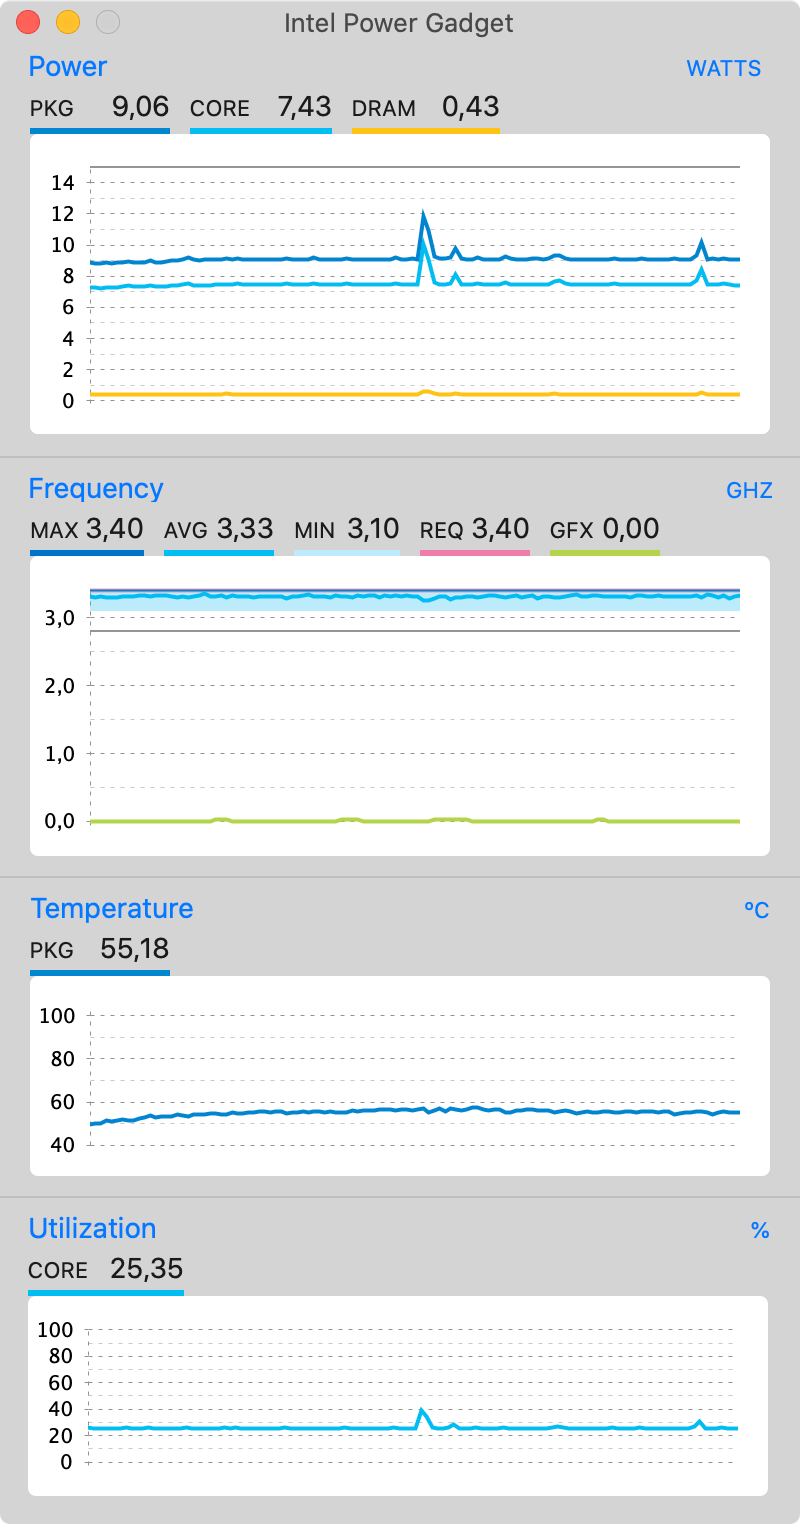 Intel Power Gadget
Power WATTS
PKG 9,06 CORE 7,43 DRAM 0,43
14
12
10
8
6
4
2
0
Frequency GHZ
MAX 3,40 AVG 3,33 MIN 3,10 REQ 3,40 GFX 0,00
3,0
2,0
1,0
0,0
Temperature ºC
PKG 55,18
100
80
60
40
Utilization %
CORE 25,35
100
80
60
40
20
0